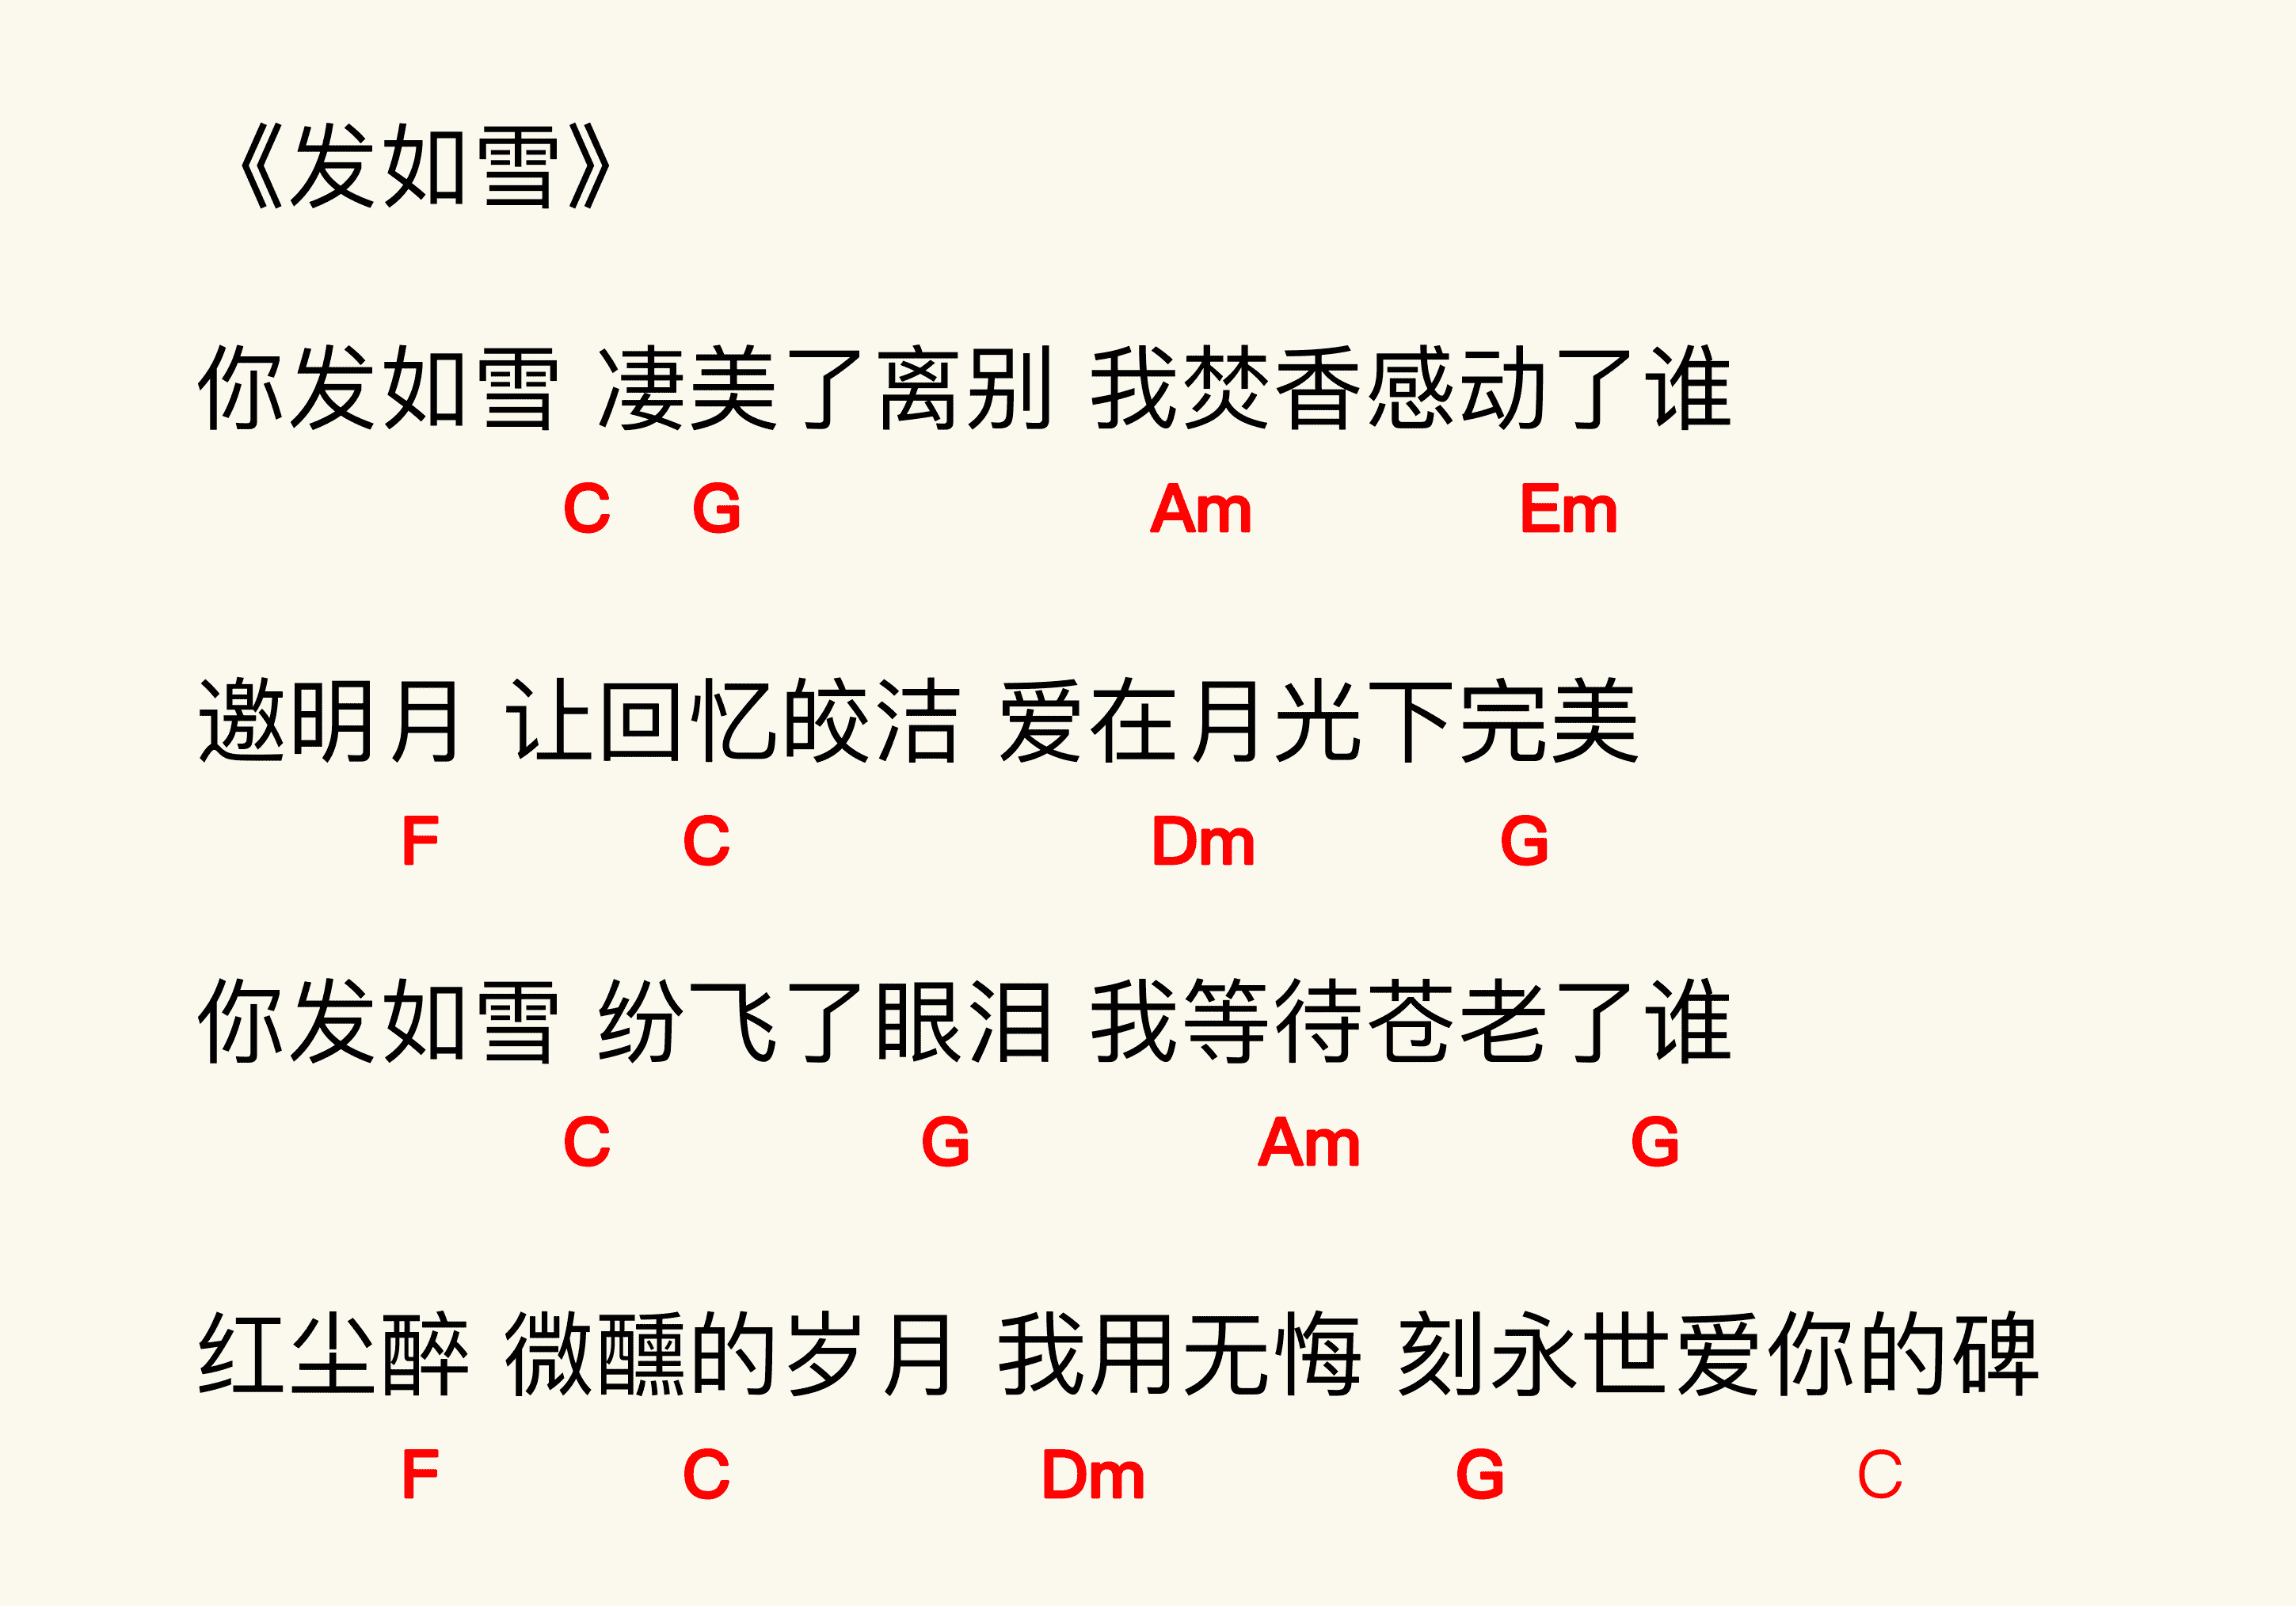 《发如雪》
你发如雪 凄美了离别 我焚香感动了谁
C G Am Em
邀明月 让回忆皎洁 爱在月光下完美
F C Dm G
你发如雪 纷飞了眼泪 我等待苍老了谁
C G Am G
红尘醉 微醺的岁月 我用无悔 刻永世爱你的碑
F C Dm G C